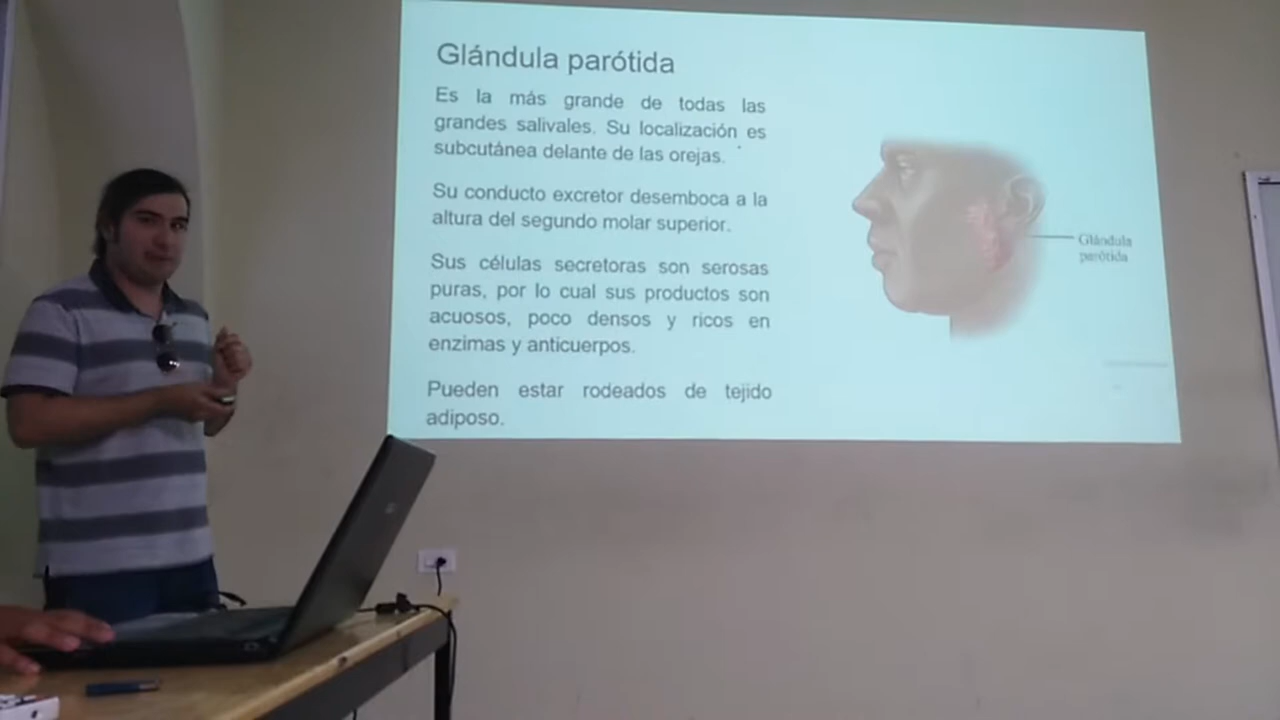 Glándula parótida
Es la más grande de todas las
grandes salivales. Su localización es
subcutánea delante de las orejas.
Su conducto excretor desemboca a la
altura del segundo molar superior.
Sus células secretoras son serosas
puras, por lo cual sus productos son
acuosos, poco densos y ricos en
enzimas y anticuerpos.
Pueden estar rodeados de tejido
adiposo.
Glándula
parótida